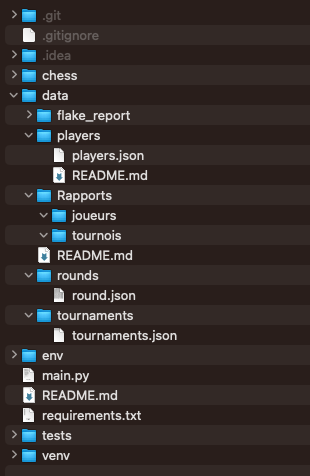 .git
.gitignore
.idea
chess
data
flake_report
players
players.json
README.md
Rapports
joueurs
tournois
README.md
rounds
round.json
tournaments
tournaments.json
env
main.py
README.md
requirements.txt
tests
venv